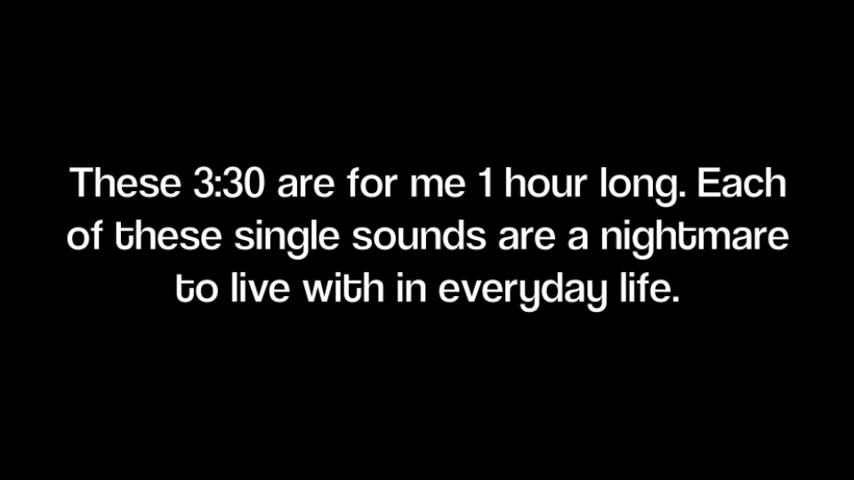 These 3:30 are for me 1 hour long. Each
of these single sounds are a nightmare
to live with in everyday life.